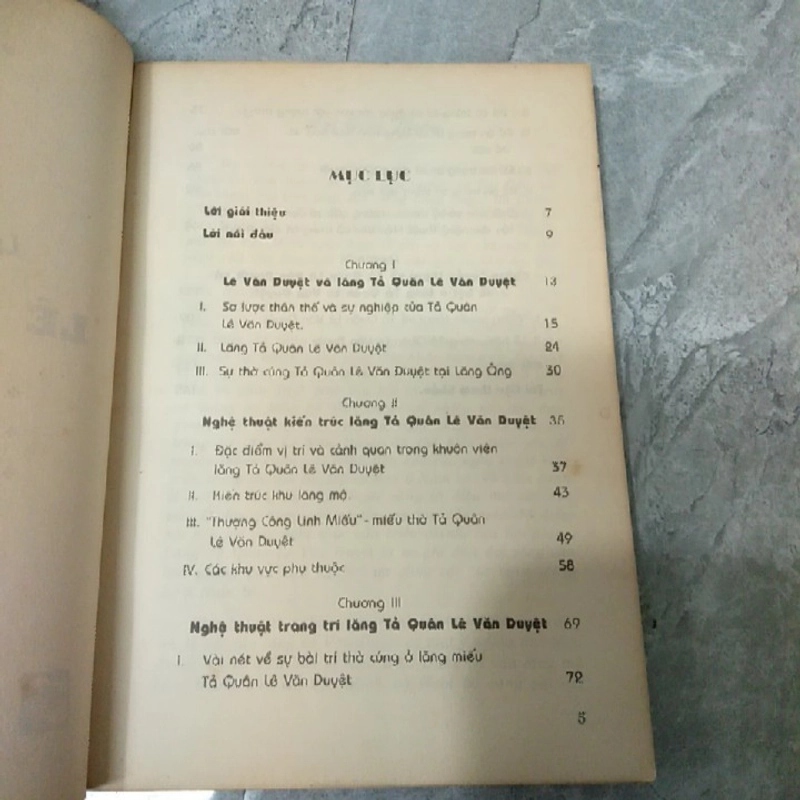 MỤC LỤC
Lời giới thiệu 7
Lời nói đầu 9
Chương I
Lê Văn Duyệt và lăng Tả Quân Lê Văn Duyệt 13
I. Sơ lược thân thế và sự nghiệp của Tả Quân
Lê Văn Duyệt. 15
II. Lăng Tả Quân Lê Văn Duyệt 24
III. Sự thờ cúng Tả Quân Lê Văn Duyệt tại Lăng Ông 30
Chương II
Nghệ thuật kiến trúc lăng Tả Quân Lê Văn Duyệt 35
I. Đặc điểm vị trí và cảnh quan trong khuôn viên
lăng Tả Quân Lê Văn Duyệt 37
II. Kiến trúc khu lăng mộ. 43
III. "Thượng Công Linh Miếu" - miếu thờ Tả Quân
Lê Văn Duyệt 49
IV. Các khu vực phụ thuộc 58
Chương III
Nghệ thuật trang trí lăng Tả Quân Lê Văn Duyệt 69
I. Vài nét về sự bài trí thờ cúng ở lăng miếu
Tả Quân Lê Văn Duyệt 72
5